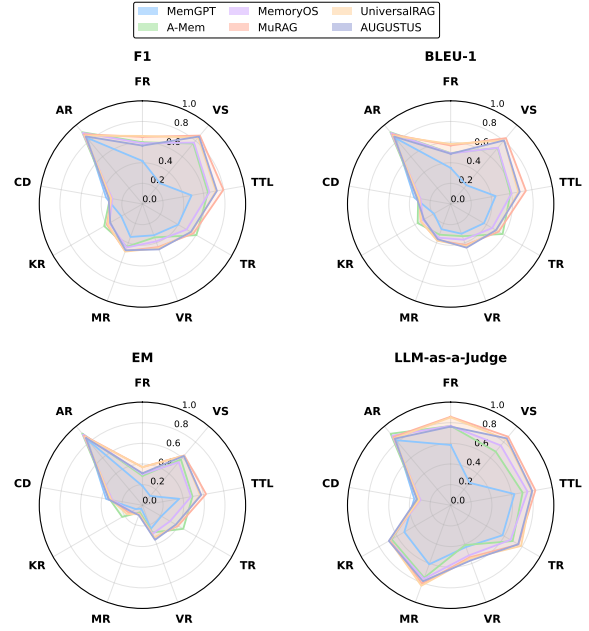 MemGPT MemoryOS UniversalRAG
A-Mem MuRAG AUGUSTUS
F1
BLEU-1
FR
FR
AR 1.0 VS
AR 1.0 VS
0.8
0.8
0.6
0.6
0.4
0.4
CD 0.2 TTL
CD 0.2 TTL
0.0
0.0
KR TR
KR TR
MR VR
MR VR
EM
LLM-as-a-Judge
FR
FR
AR 1.0 VS
AR 1.0 VS
0.8
0.8
0.6
0.6
0.4
0.4
CD 0.2 TTL
CD 0.2 TTL
0.0
0.0
KR TR
KR TR
MR VR
MR VR